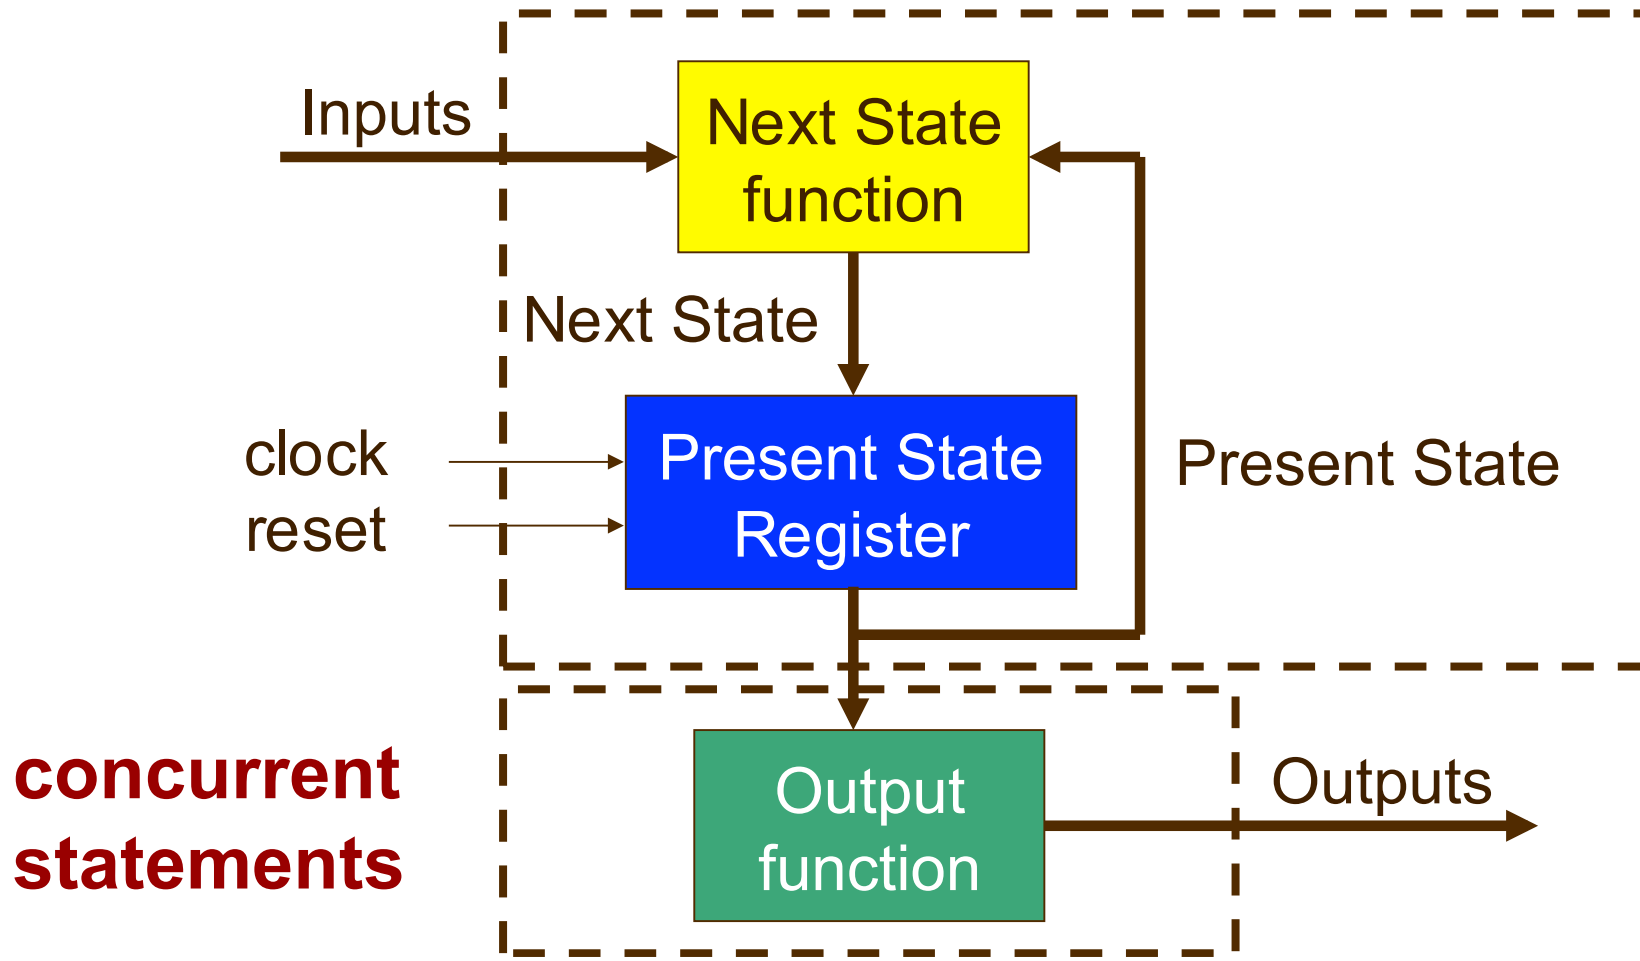 Inputs
Next State
function
Next State
clock
reset
Present State
Register
Present State
concurrent
statements
Output
function
Outputs